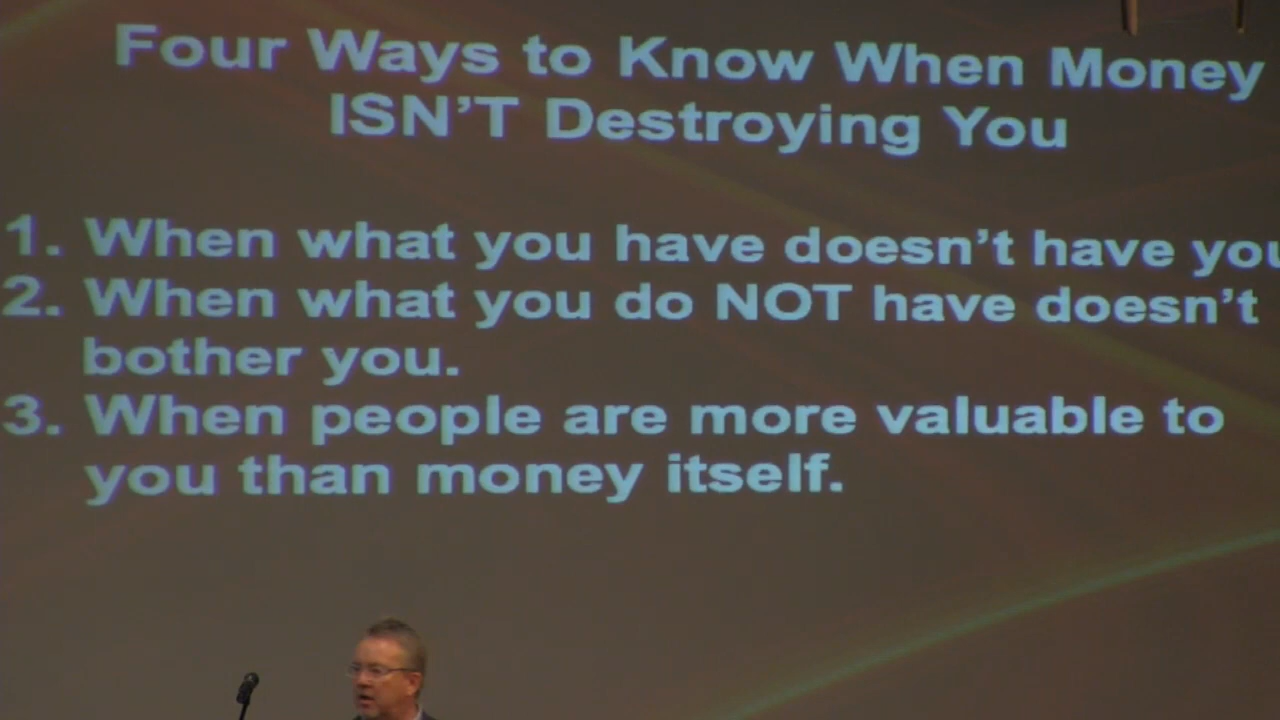 Four Ways to Know When Money
ISN'T Destroying You
1. When what you have doesn't have you
2. When what you do NOT have doesn't
bother you.
3. When people are more valuable to
you than money itself.